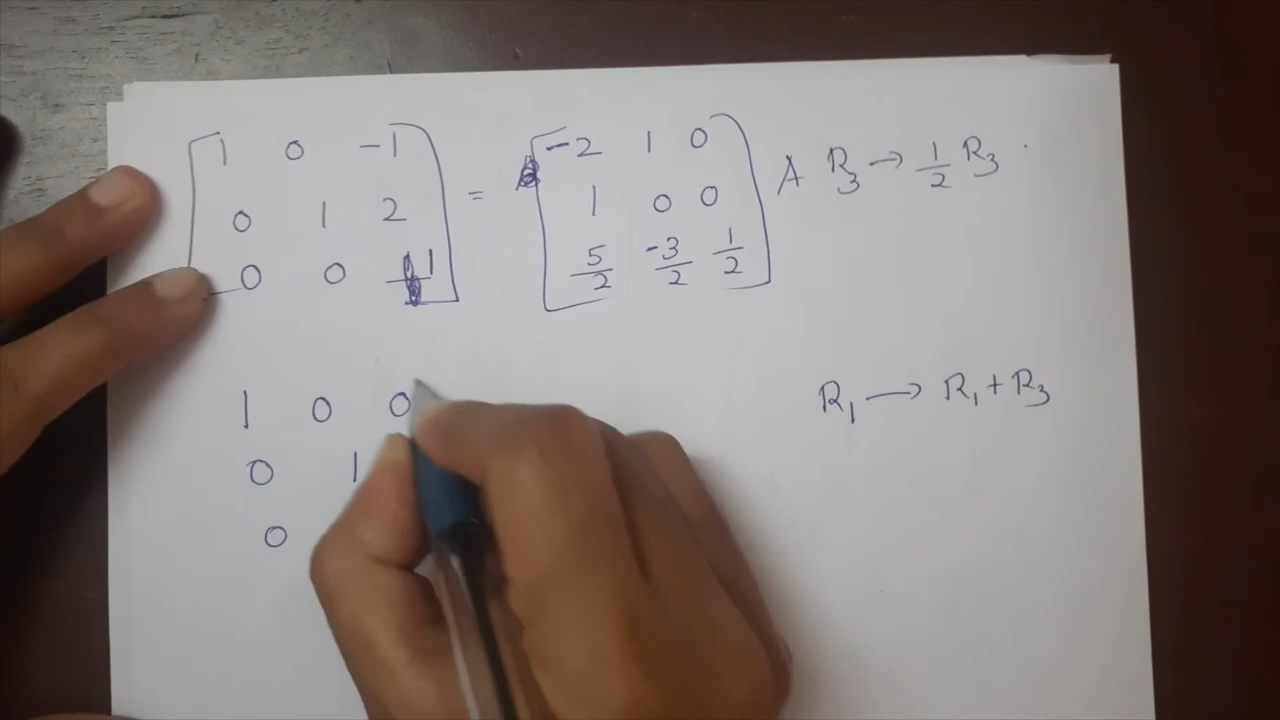 1 0 -1 = -2 1 0 A R3 → 1/2 R3
0 1 2 1 0 0
0 0 1 5/2 -3/2 1/2
1 0 0 R1 → R1 + R3
0 1
0